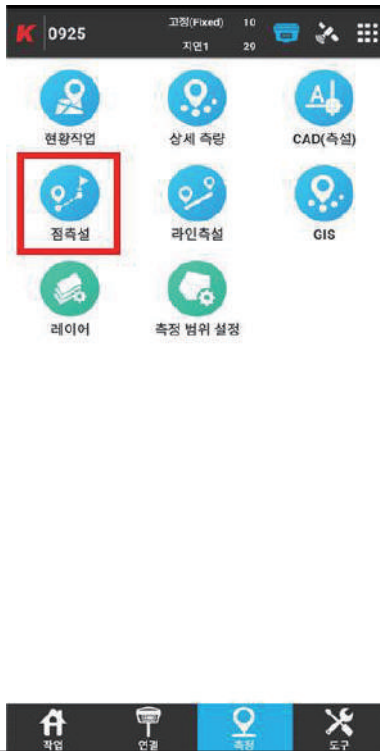 K 0925 고정(Fixed) 10
지연1 29
현황작업 상세 측량 CAD(측설)
점측설 라인측설 GIS
레이어 측정 범위 설정
작업 연결 측정 도구